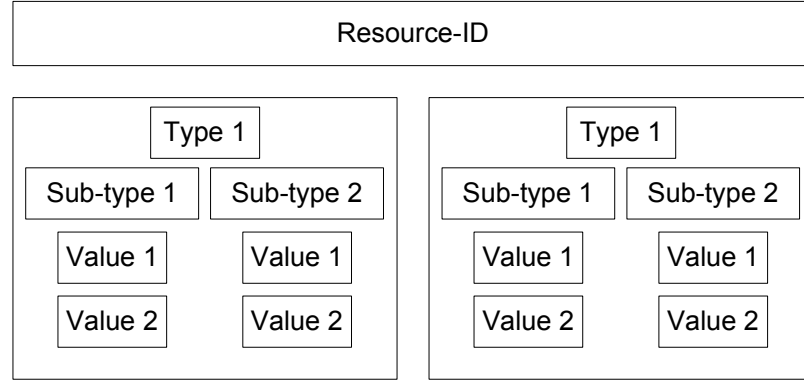 Resource-ID
Type 1
Sub-type 1 Sub-type 2
Value 1 Value 1
Value 2 Value 2
Type 1
Sub-type 1 Sub-type 2
Value 1 Value 1
Value 2 Value 2